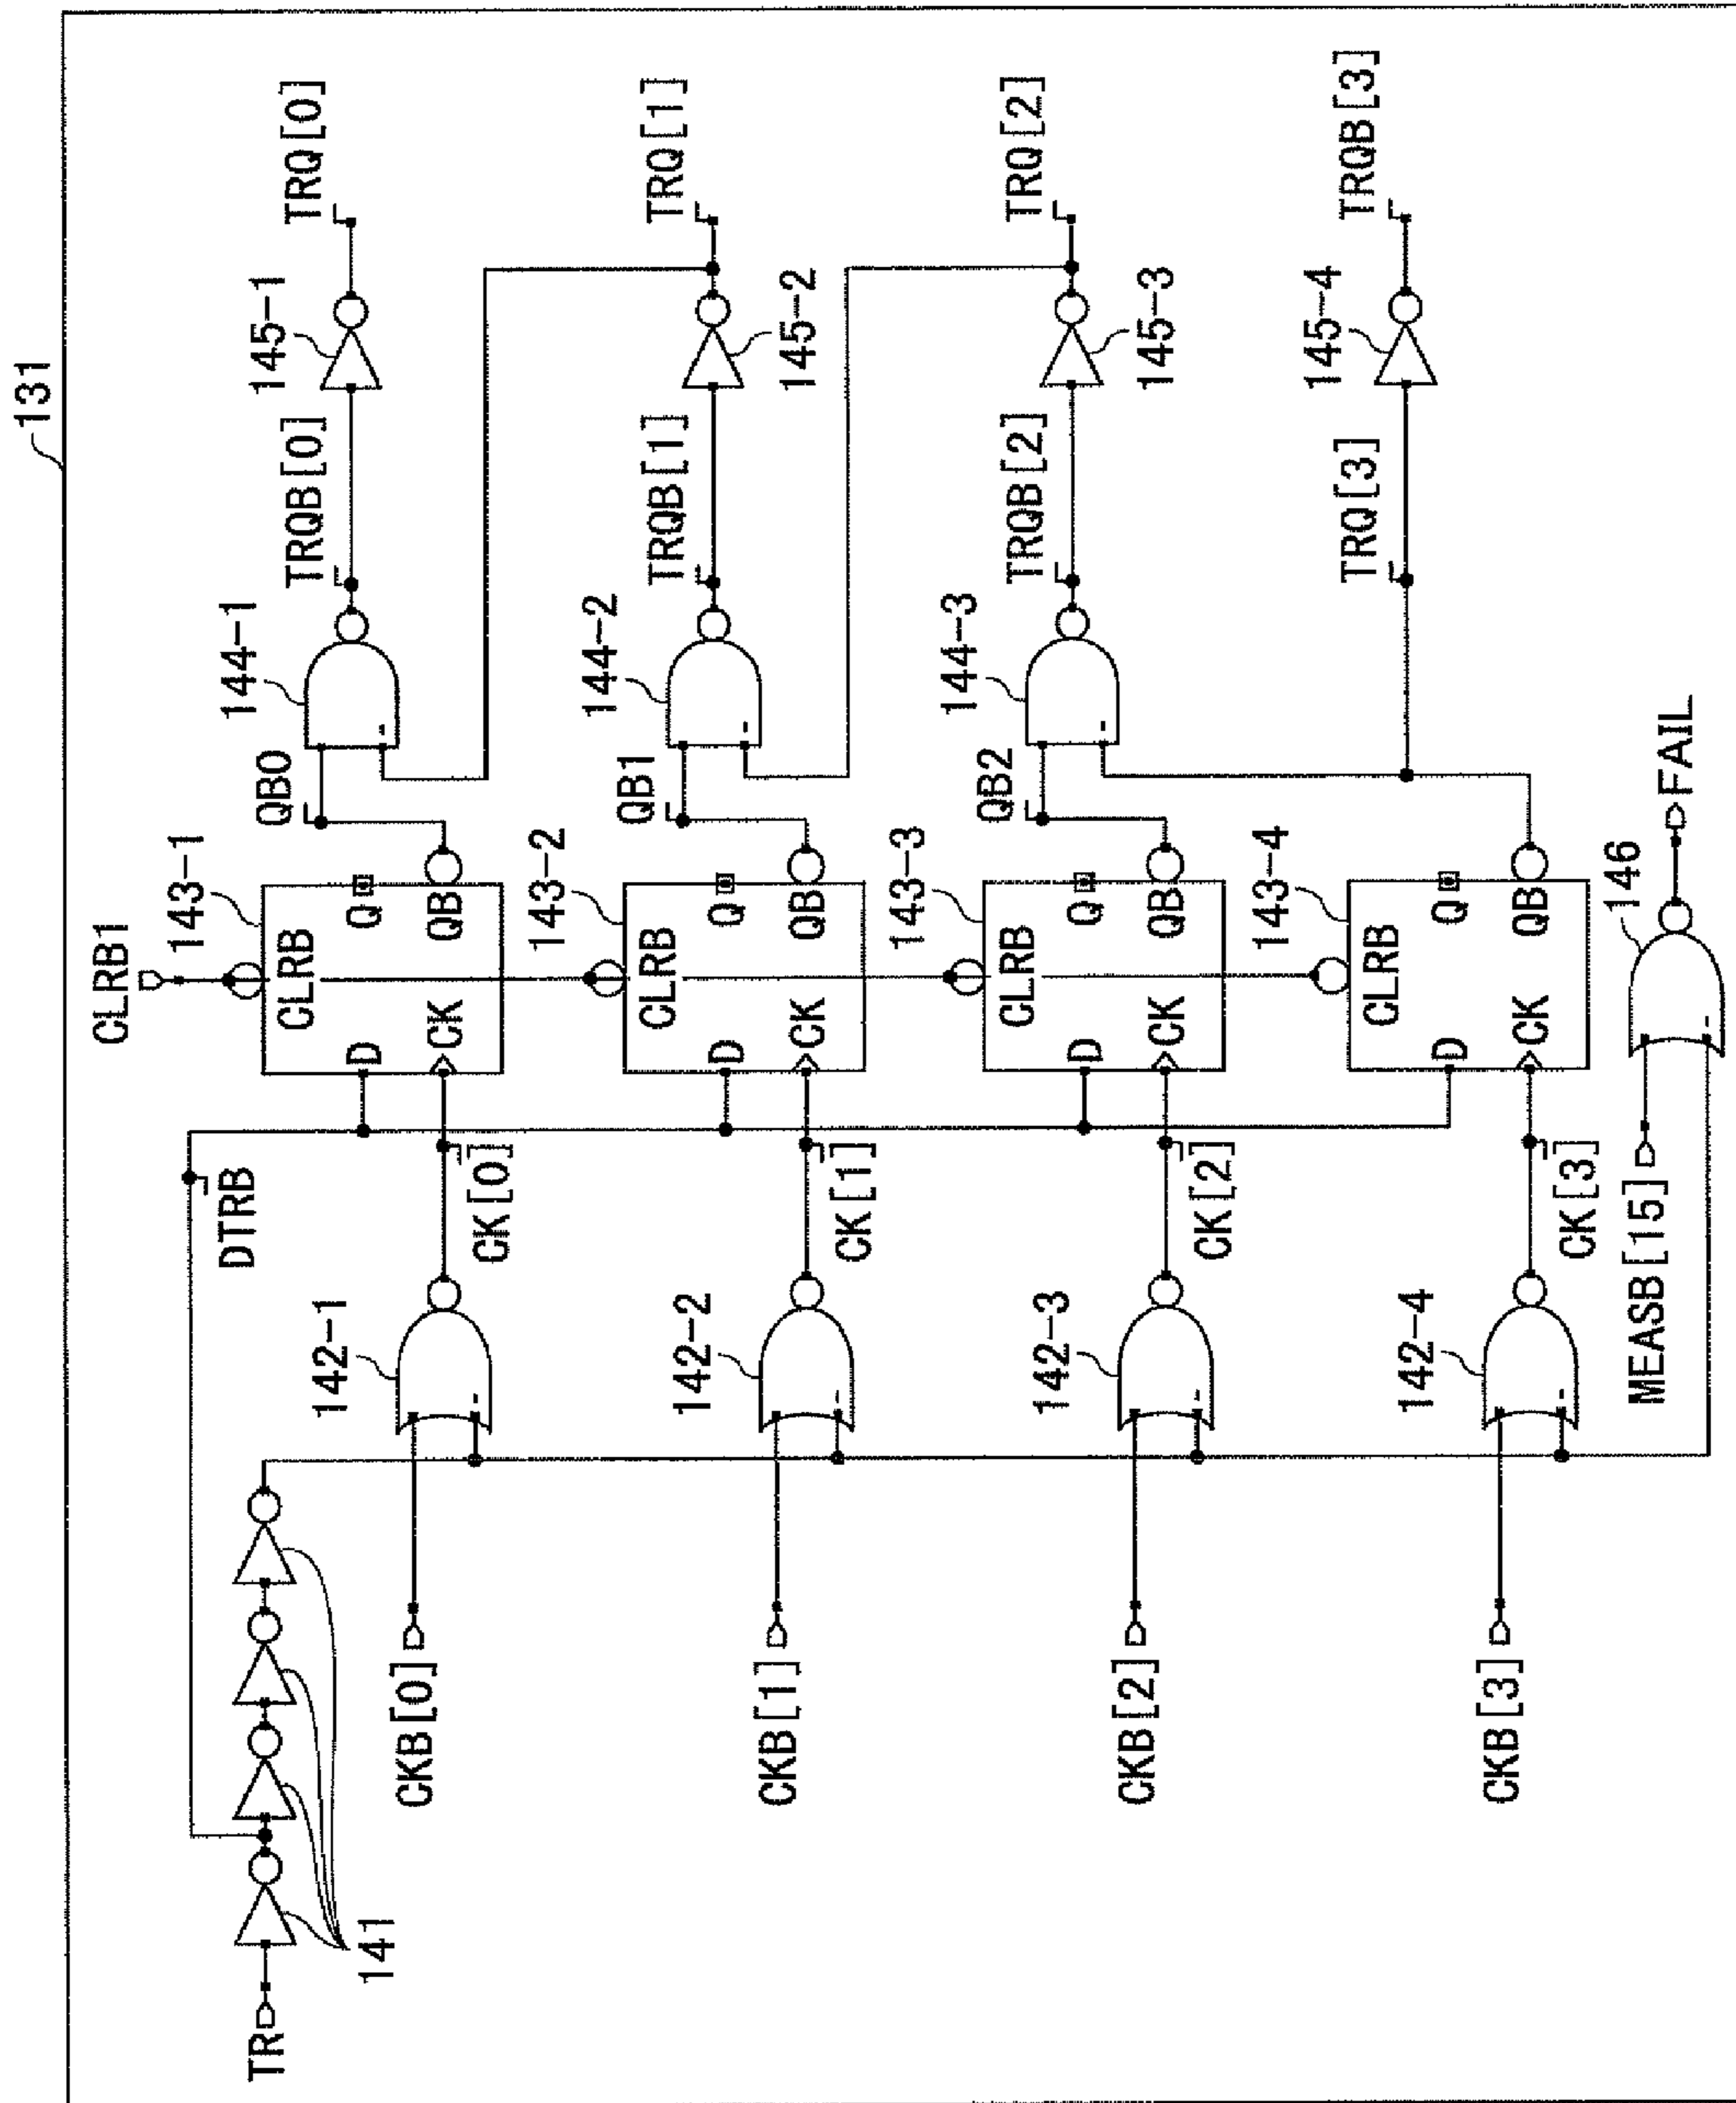 131
CLRB1
143-1
CLRB
D
Q
CK
QB
QB0
144-1
TRQB[0]
145-1
TRQ[0]
DTRB
TR
141
CKB[0]
142-1
CK[0]
143-2
CLRB
D
Q
CK
QB
QB1
144-2
TRQB[1]
145-2
TRQ[1]
CKB[1]
142-2
CK[1]
143-3
CLRB
D
Q
CK
QB
QB2
144-3
TRQB[2]
145-3
TRQ[2]
CKB[2]
142-3
CK[2]
143-4
CLRB
D
Q
CK
QB
TRQ[3]
145-4
TRQB[3]
CKB[3]
142-4
CK[3]
MEASB[15]
146
FAIL